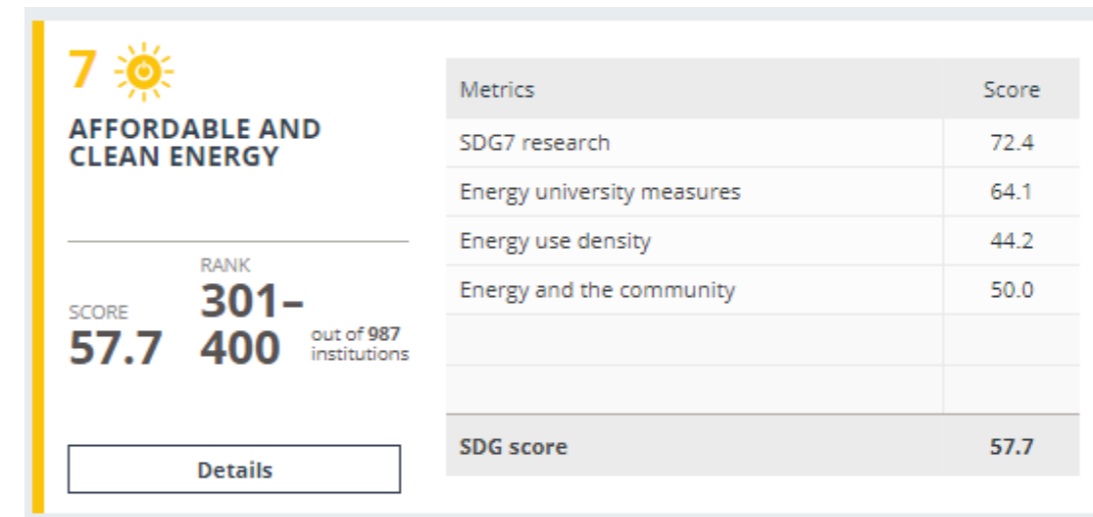 7
AFFORDABLE AND
CLEAN ENERGY
SCORE
57.7
RANK
301–
400
out of 987
institutions
Details
Metrics Score
SDG7 research 72.4
Energy university measures 64.1
Energy use density 44.2
Energy and the community 50.0
SDG score 57.7